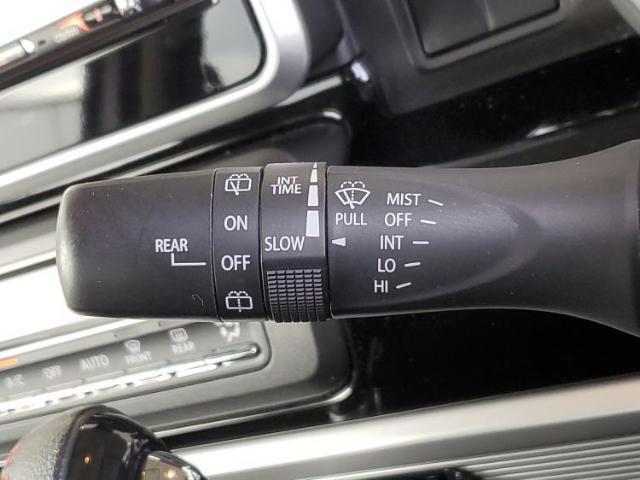 INT
TIME
SLOW
REAR
ON
OFF
PULL
MIST
OFF
INT
LO
HI
A/C
OFF
AUTO
FRONT
REAR